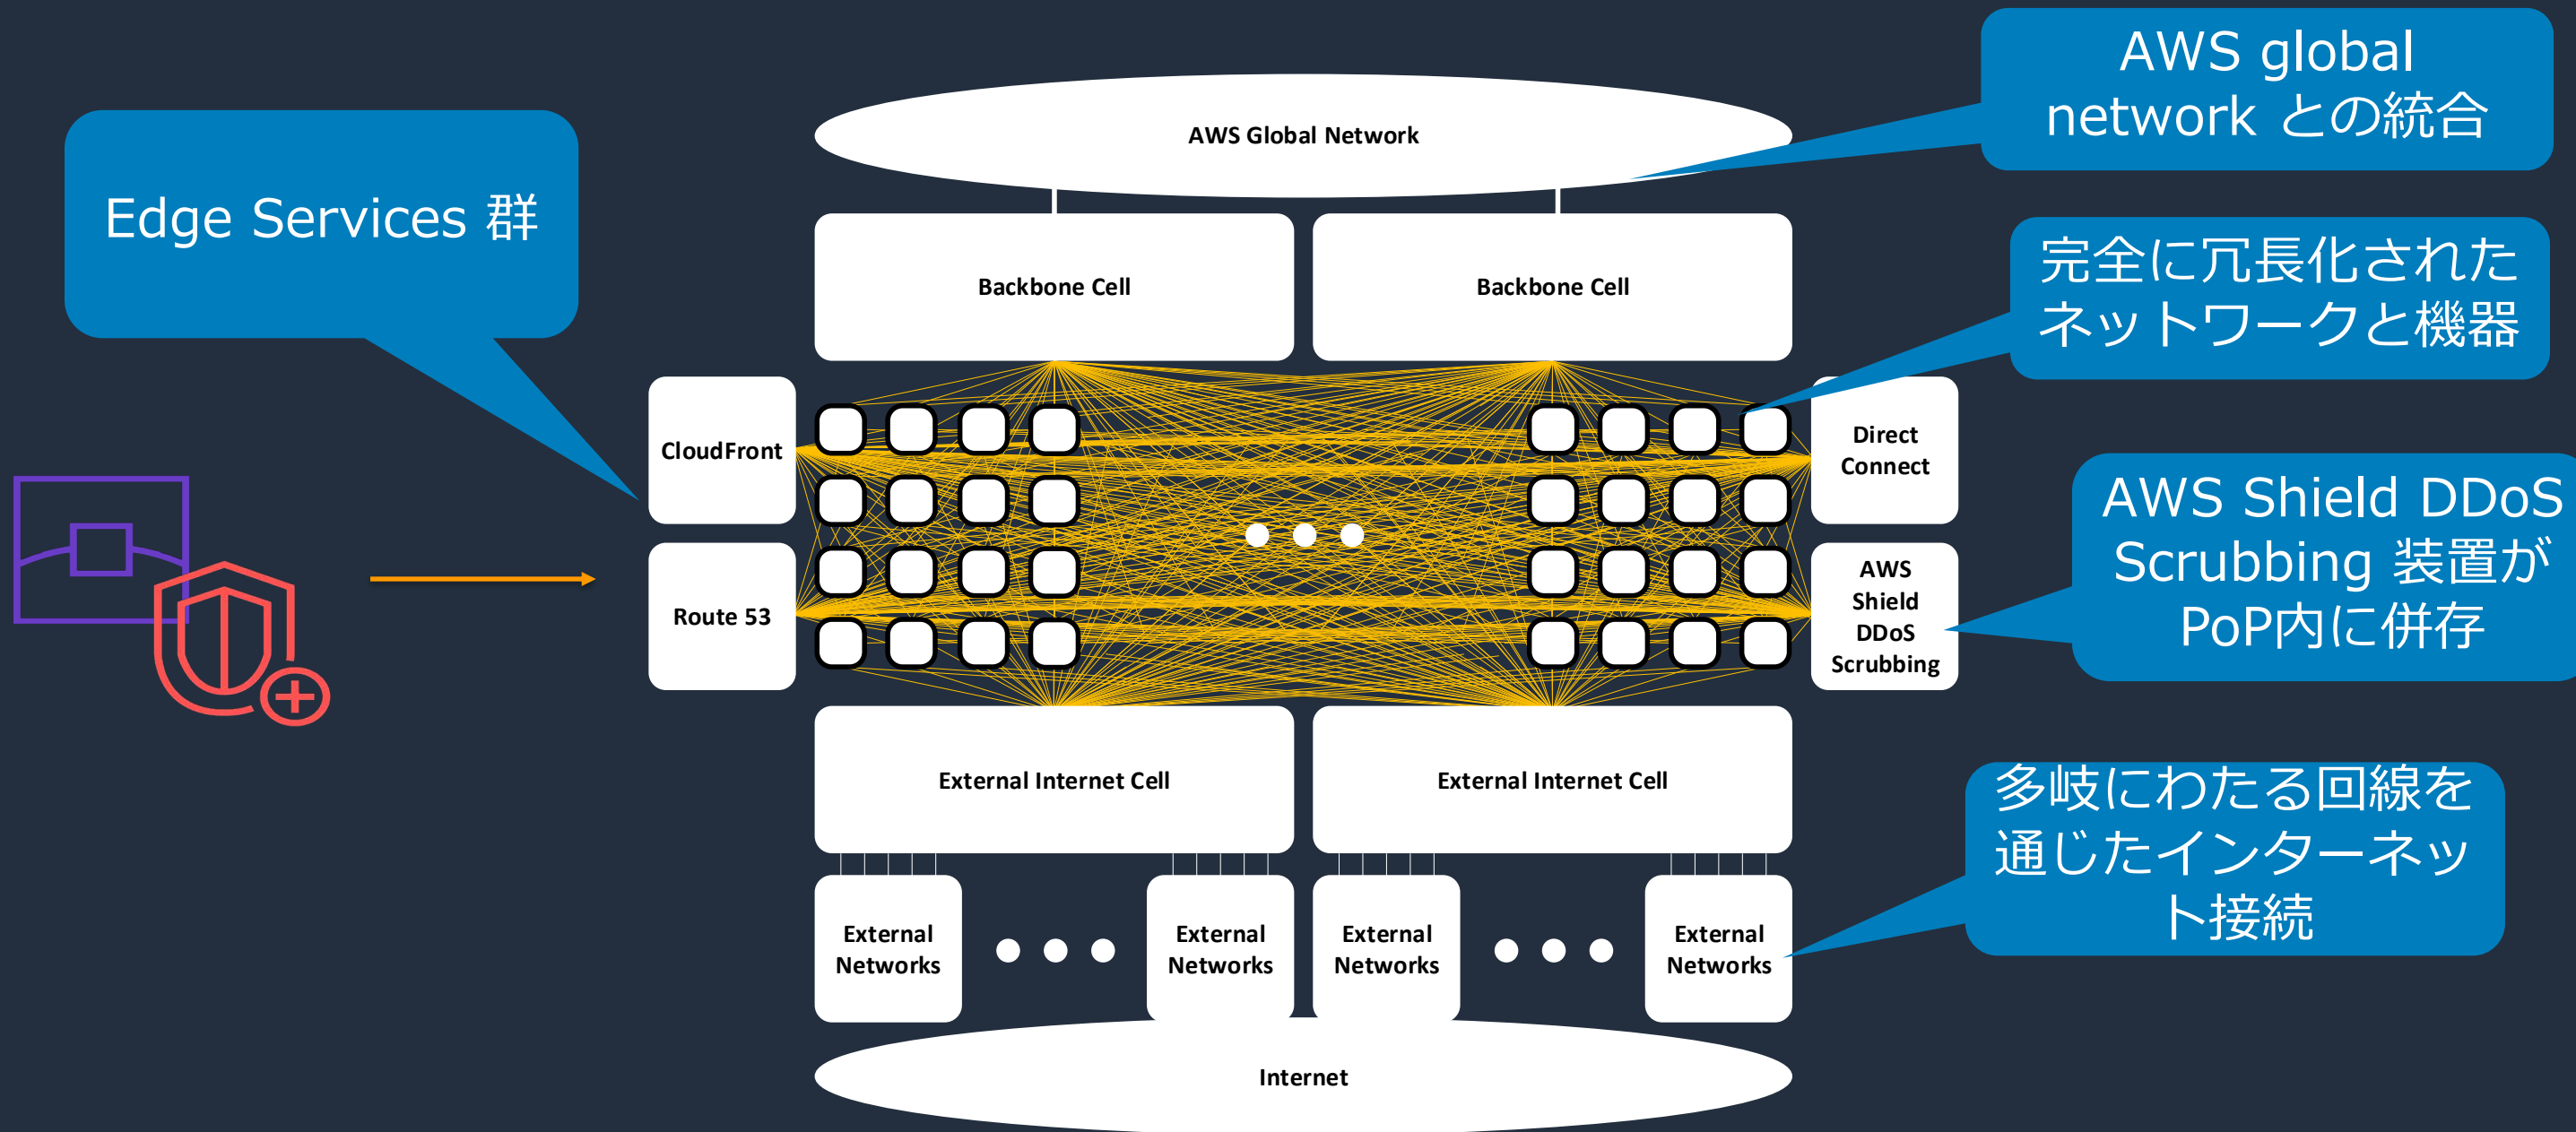 AWS global
network との統合
AWS Global Network
Edge Services 群
Backbone Cell
Backbone Cell
完全に冗長化された
ネットワークと機器
CloudFront
Direct
Connect
AWS Shield DDoS
Scrubbing 装置が
PoP内に併存
Route 53
AWS
Shield
DDoS
Scrubbing
External Internet Cell
External Internet Cell
多岐にわたる回線を
通じたインターネッ
ト接続
External
Networks
External
Networks
External
Networks
External
Networks
Internet